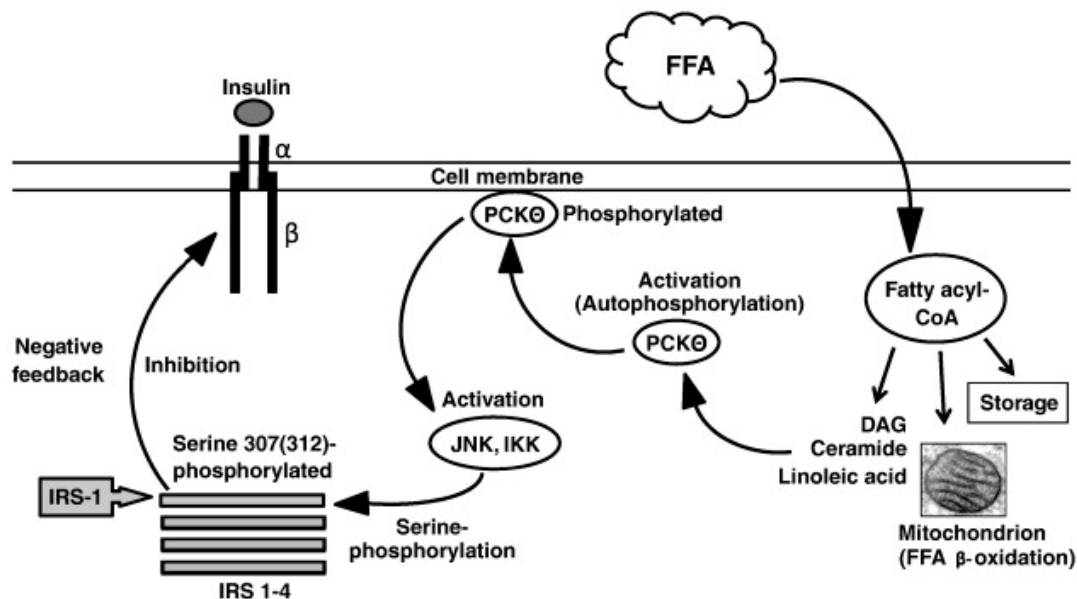 FFA
Insulin
α
Cell membrane
PCKΘ
Phosphorylated
β
Activation
(Autophosphorylation)
PCKΘ
Fatty acyl-
CoA
Negative
feedback
Inhibition
Storage
Activation
JNK, IKK
DAG
Ceramide
Linoleic acid
Serine 307(312)-
phosphorylated
IRS-1
Serine-
phosphorylation
Mitochondrion
(FFA β-oxidation)
IRS 1-4